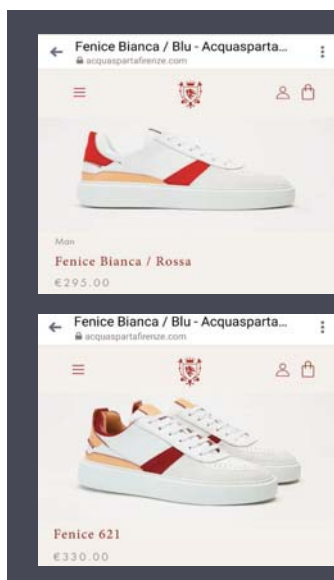 Fenice Bianca / Blu - Acquasparta...
acquaspartafirenze.com
Man
Fenice Bianca / Rossa
€295.00
Fenice Bianca / Blu - Acquasparta...
acquaspartafirenze.com
Fenice 621
€330.00